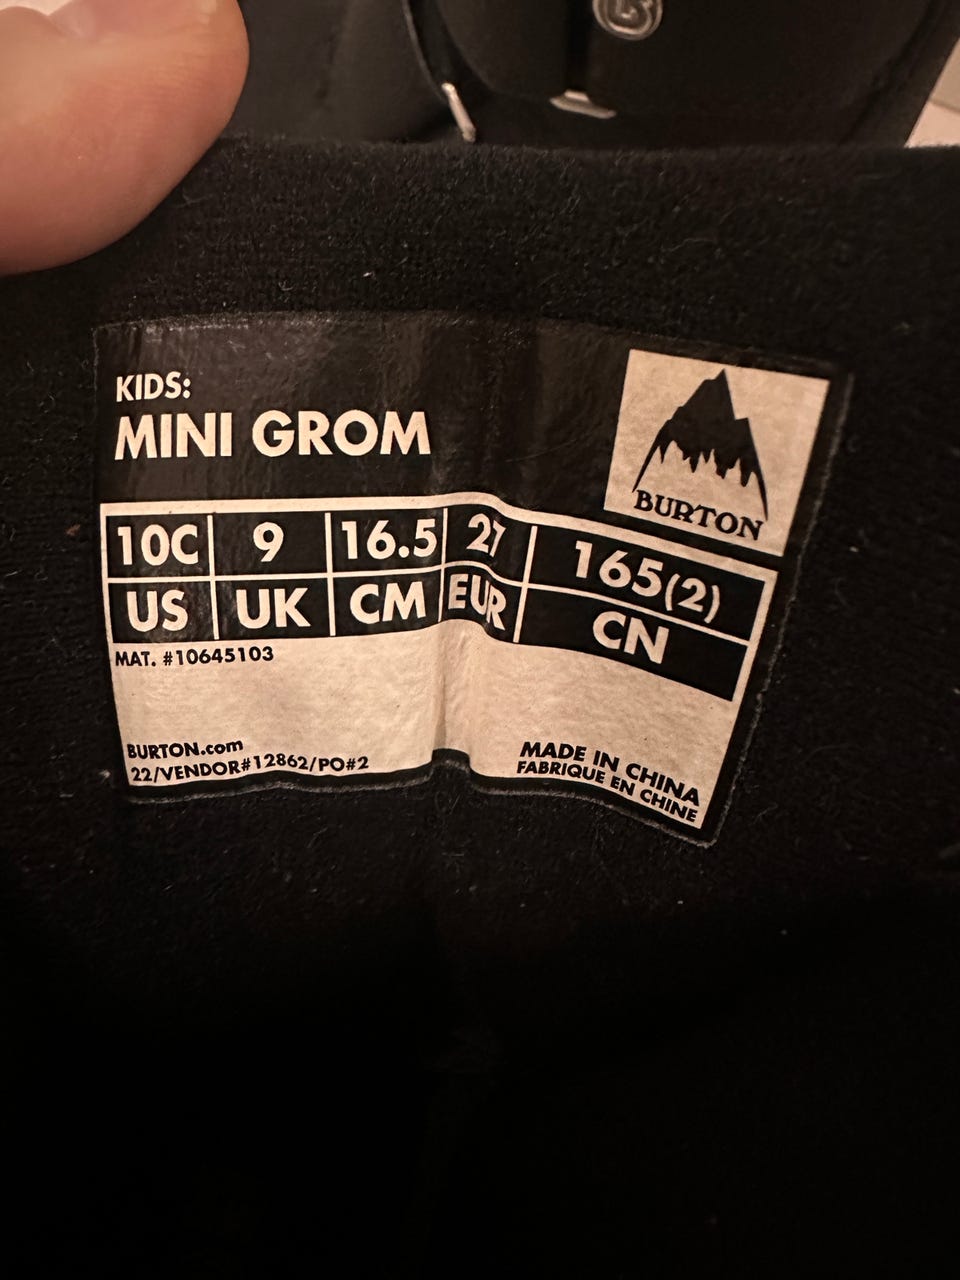 KIDS:
MINI GROM
BURTON
10C 9 16.5 27 165(2)
US UK CM EUR CN
MAT. #10645103
BURTON.com
22/VENDOR#12862/PO#2
MADE IN CHINA
FABRIQUE EN CHINE